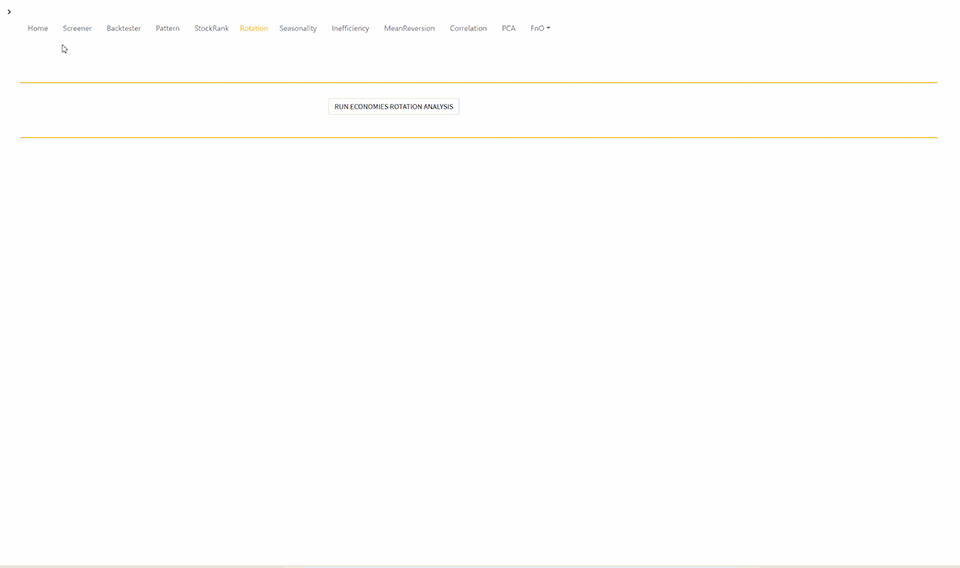 Home Screener Backtester Pattern StockRank Rotation Seasonality Inefficiency MeanReversion Correlation PCA FnO
RUN ECONOMIES ROTATION ANALYSIS